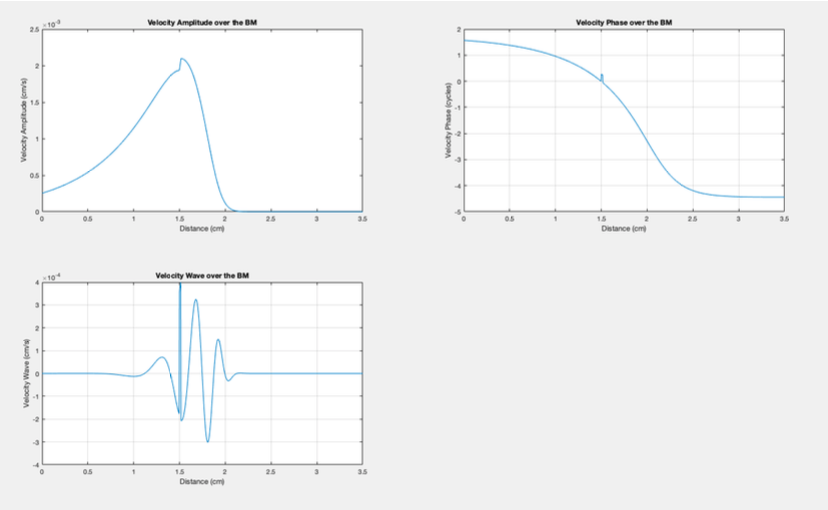 Velocity Amplitude over the BM
× 10⁻³
2.5
2
1.5
1
0.5
0
Velocity Amplitude (cm/s)
0 0.5 1 1.5 2 2.5 3 3.5
Distance (cm)
Velocity Phase over the BM
2
1
0
-1
-2
-3
-4
-5
Velocity Phase (cycles)
0 0.5 1 1.5 2 2.5 3 3.5
Distance (cm)
Velocity Wave over the BM
× 10⁻⁴
4
3
2
1
0
-1
-2
-3
-4
Velocity Wave (cm/s)
0 0.5 1 1.5 2 2.5 3 3.5
Distance (cm)